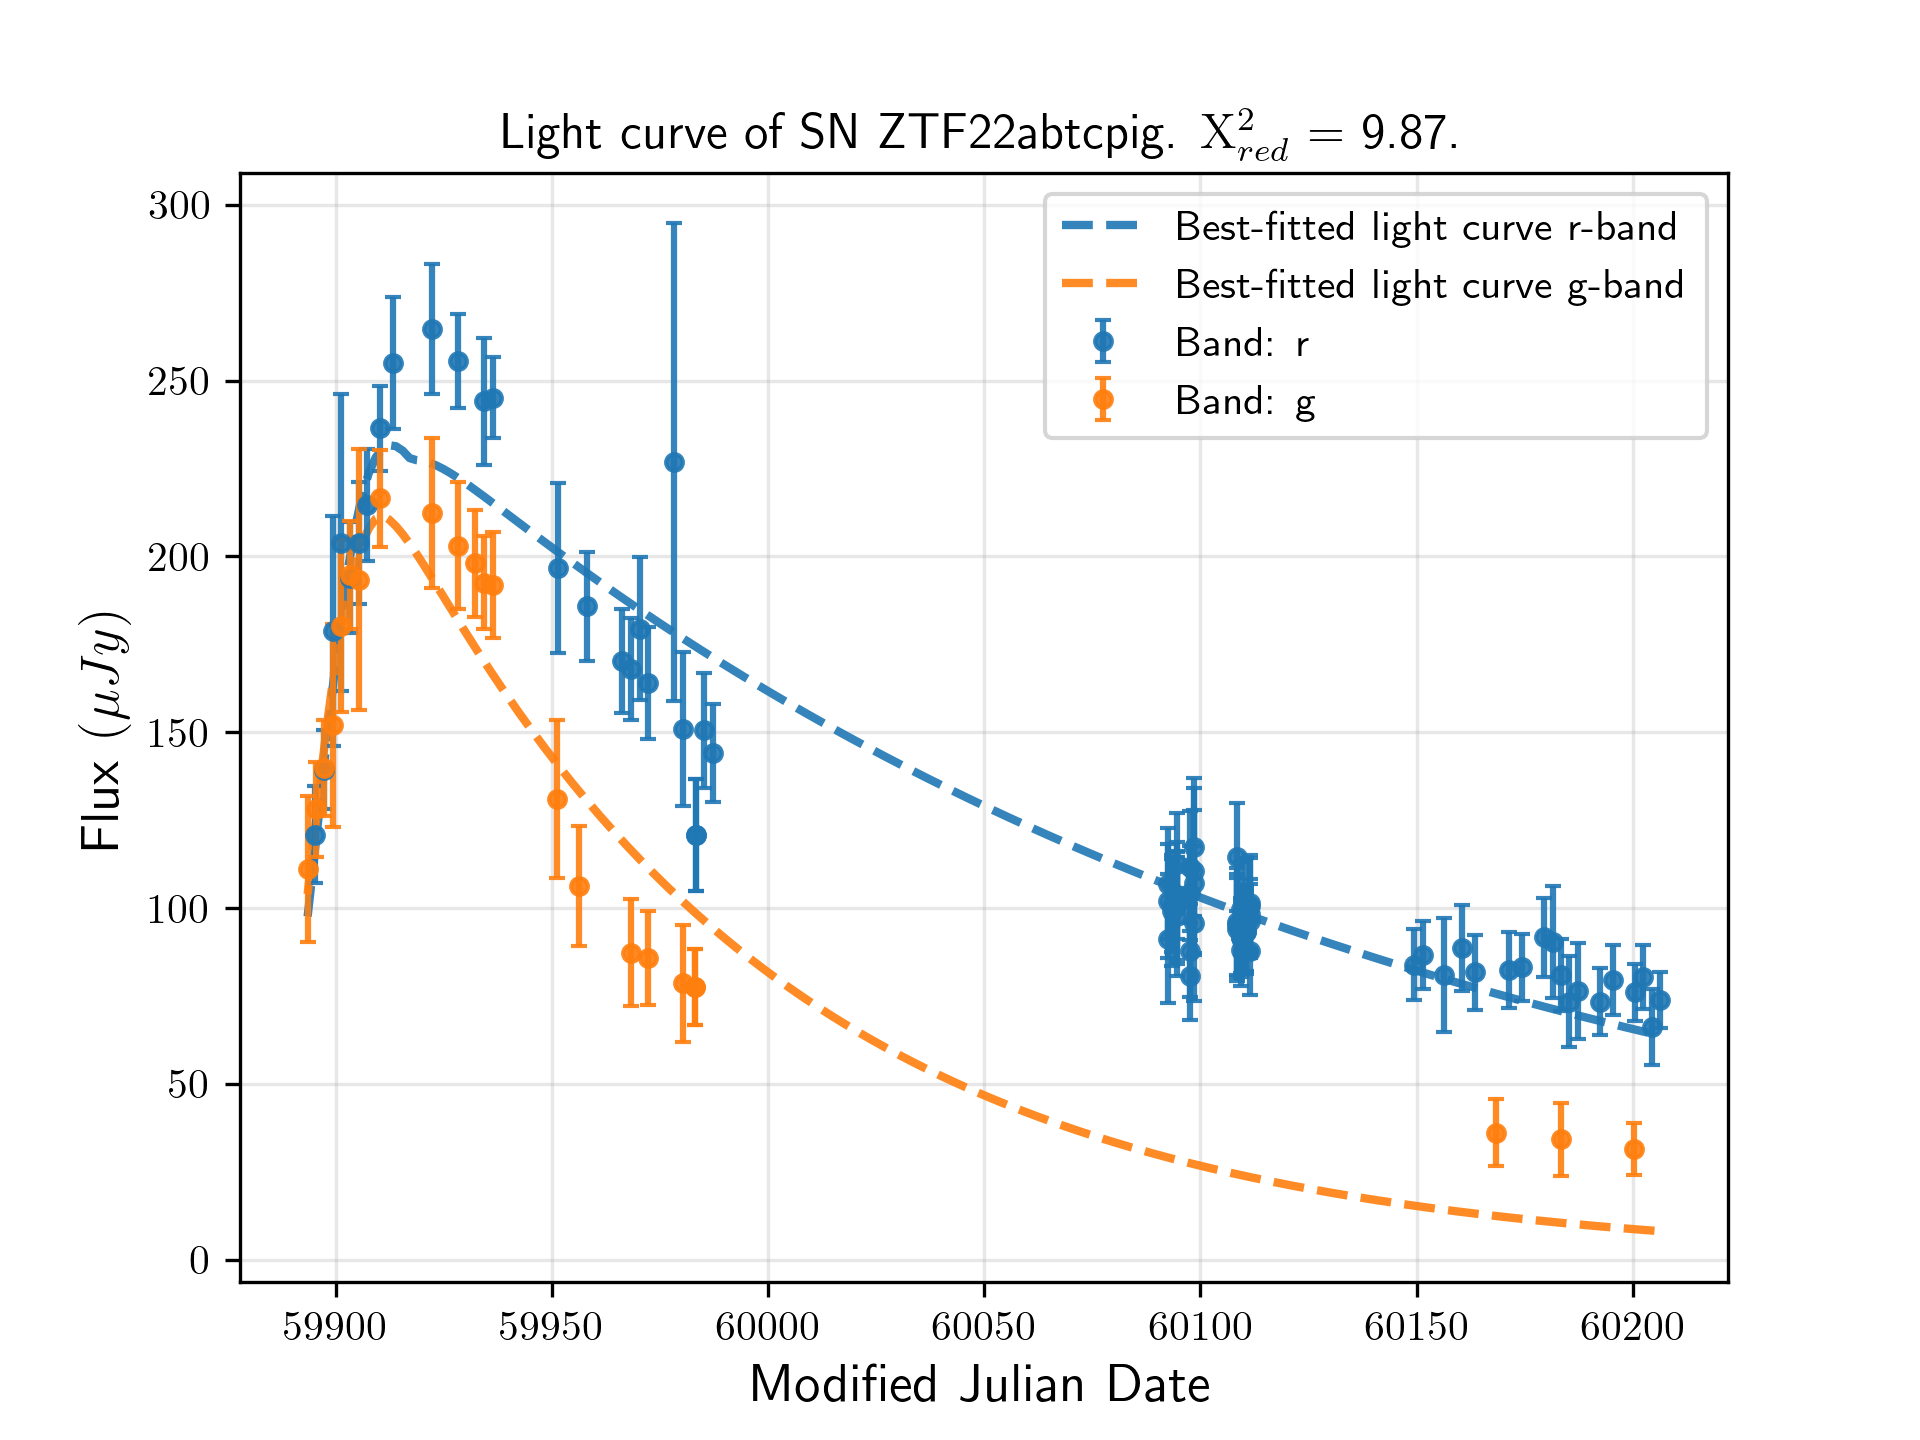 Light curve of SN ZTF22abtcpig. X²_red = 9.87.
300
250
200
150
100
50
0
Flux (μJy)
Best-fitted light curve r-band
Best-fitted light curve g-band
Band: r
Band: g
59900 59950 60000 60050 60100 60150 60200
Modified Julian Date